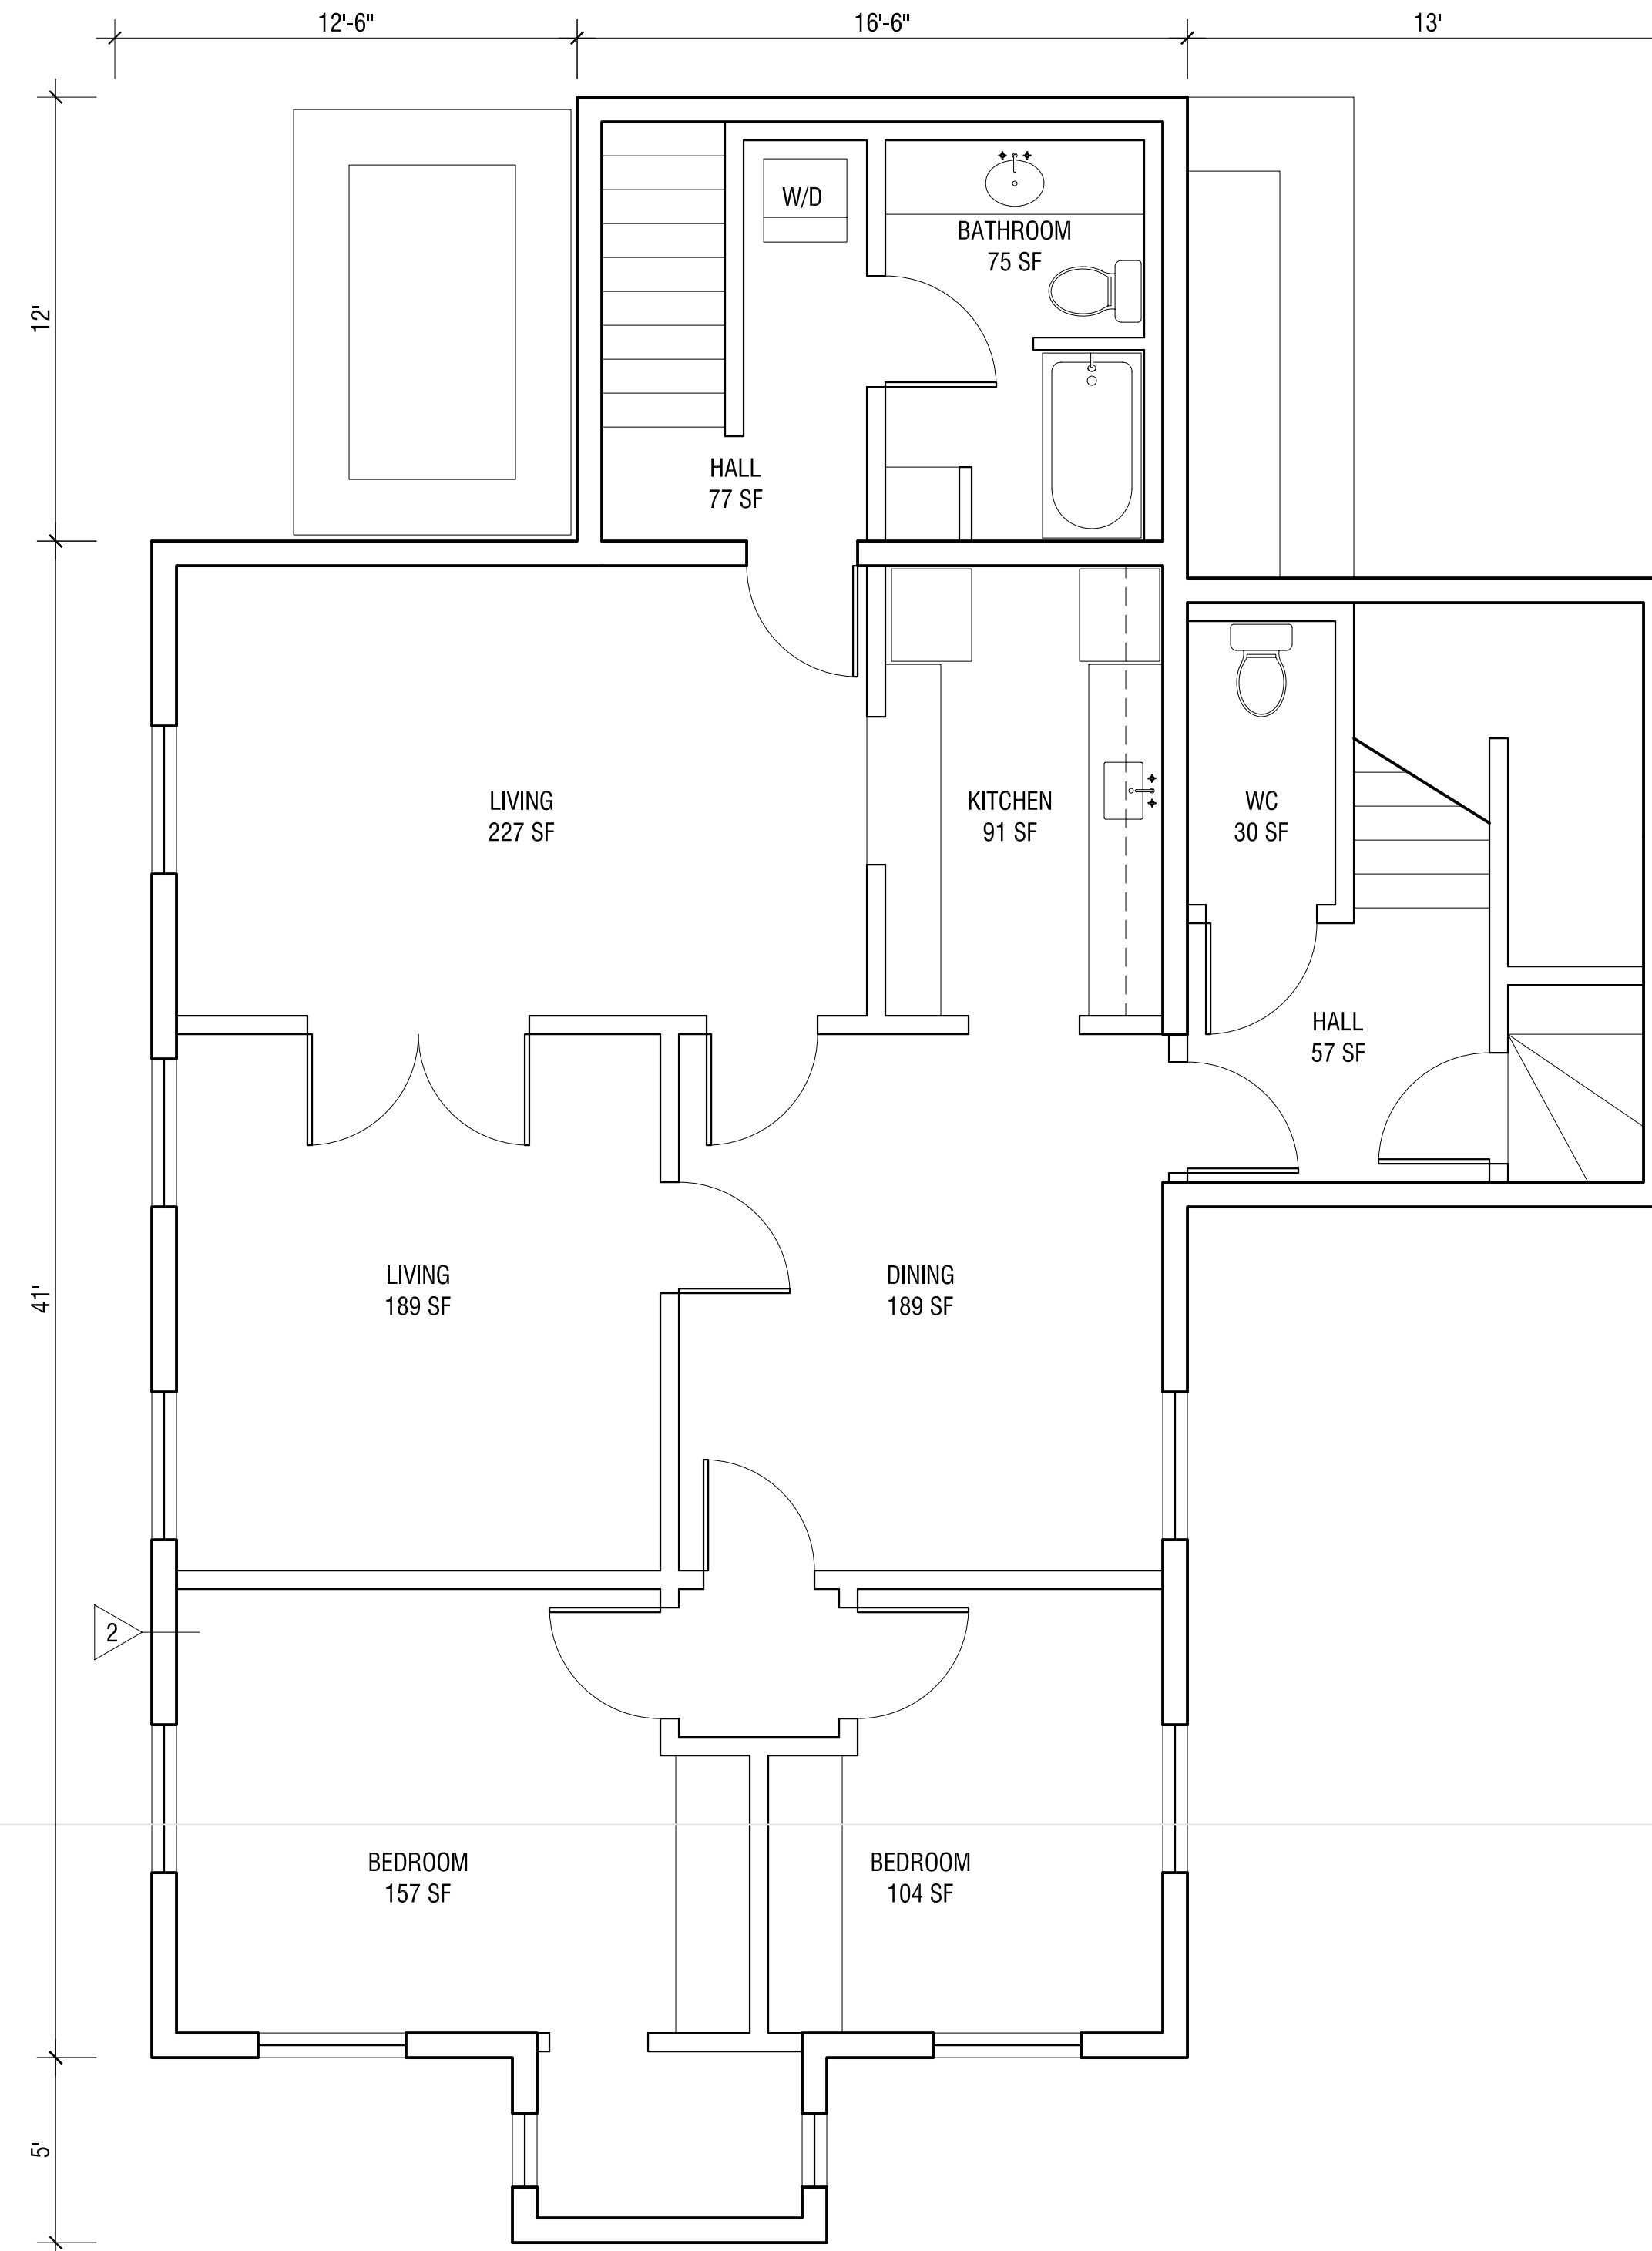 12'-6"
16'-6"
13'
W/D
BATHROOM
75 SF
12'
HALL
77 SF
LIVING
227 SF
KITCHEN
91 SF
WC
30 SF
HALL
57 SF
LIVING
189 SF
DINING
189 SF
41'
2
BEDROOM
157 SF
BEDROOM
104 SF
5'